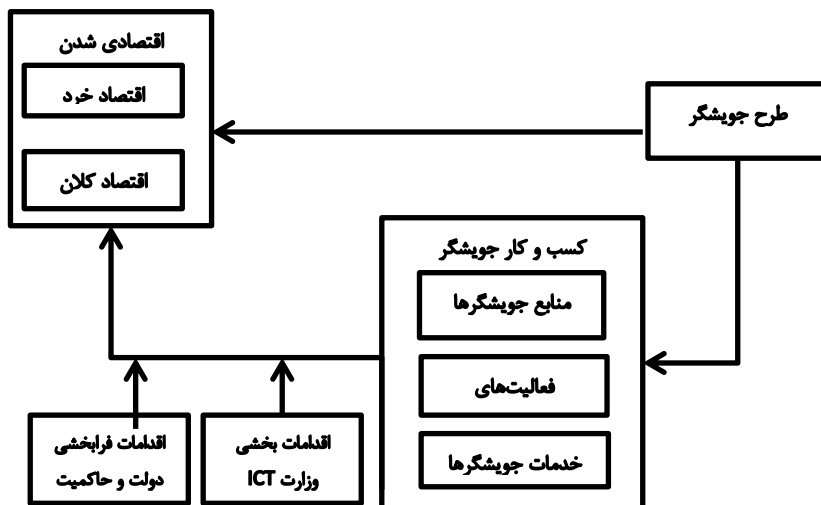 اقتصادی شدن
اقتصاد خرد
اقتصاد کلان
طرح جویشگر
کسب و کار جویشگر
منابع جویشگرها
فعالیت‌های
خدمات جویشگرها
اقدامات بخشی
وزارت ICT
اقدامات فرابخشی
دولت و حاکمیت